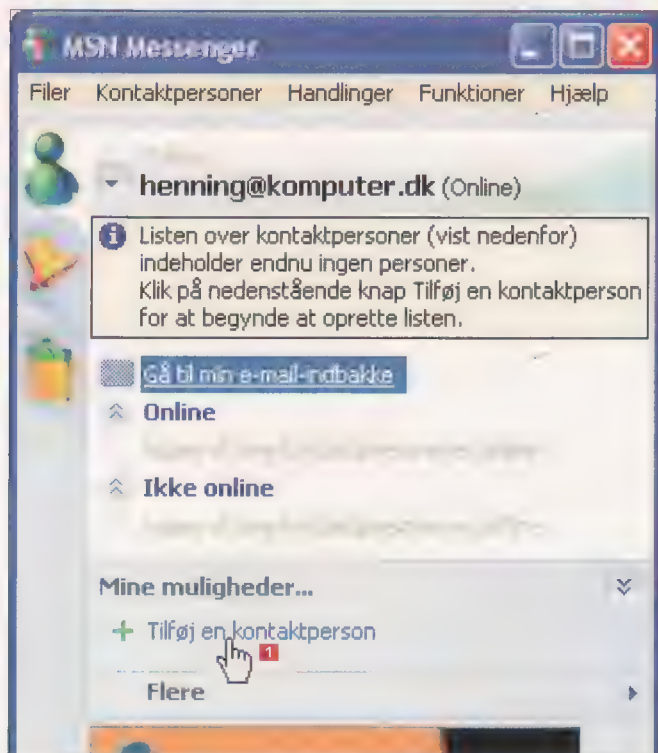 MSN Messenger
Filer Kontaktpersoner Handlinger Funktioner Hjælp
henning@komputer.dk (Online)
Listen over kontaktpersoner (vist nedenfor)
indeholder endnu ingen personer.
Klik på nedenstående knap Tilføj en kontaktperson
for at begynde at oprette listen.
Gå til min e-mail-indbakke
Online
Ikke online
Mine muligheder...
+ Tilføj en kontaktperson
1
Flere